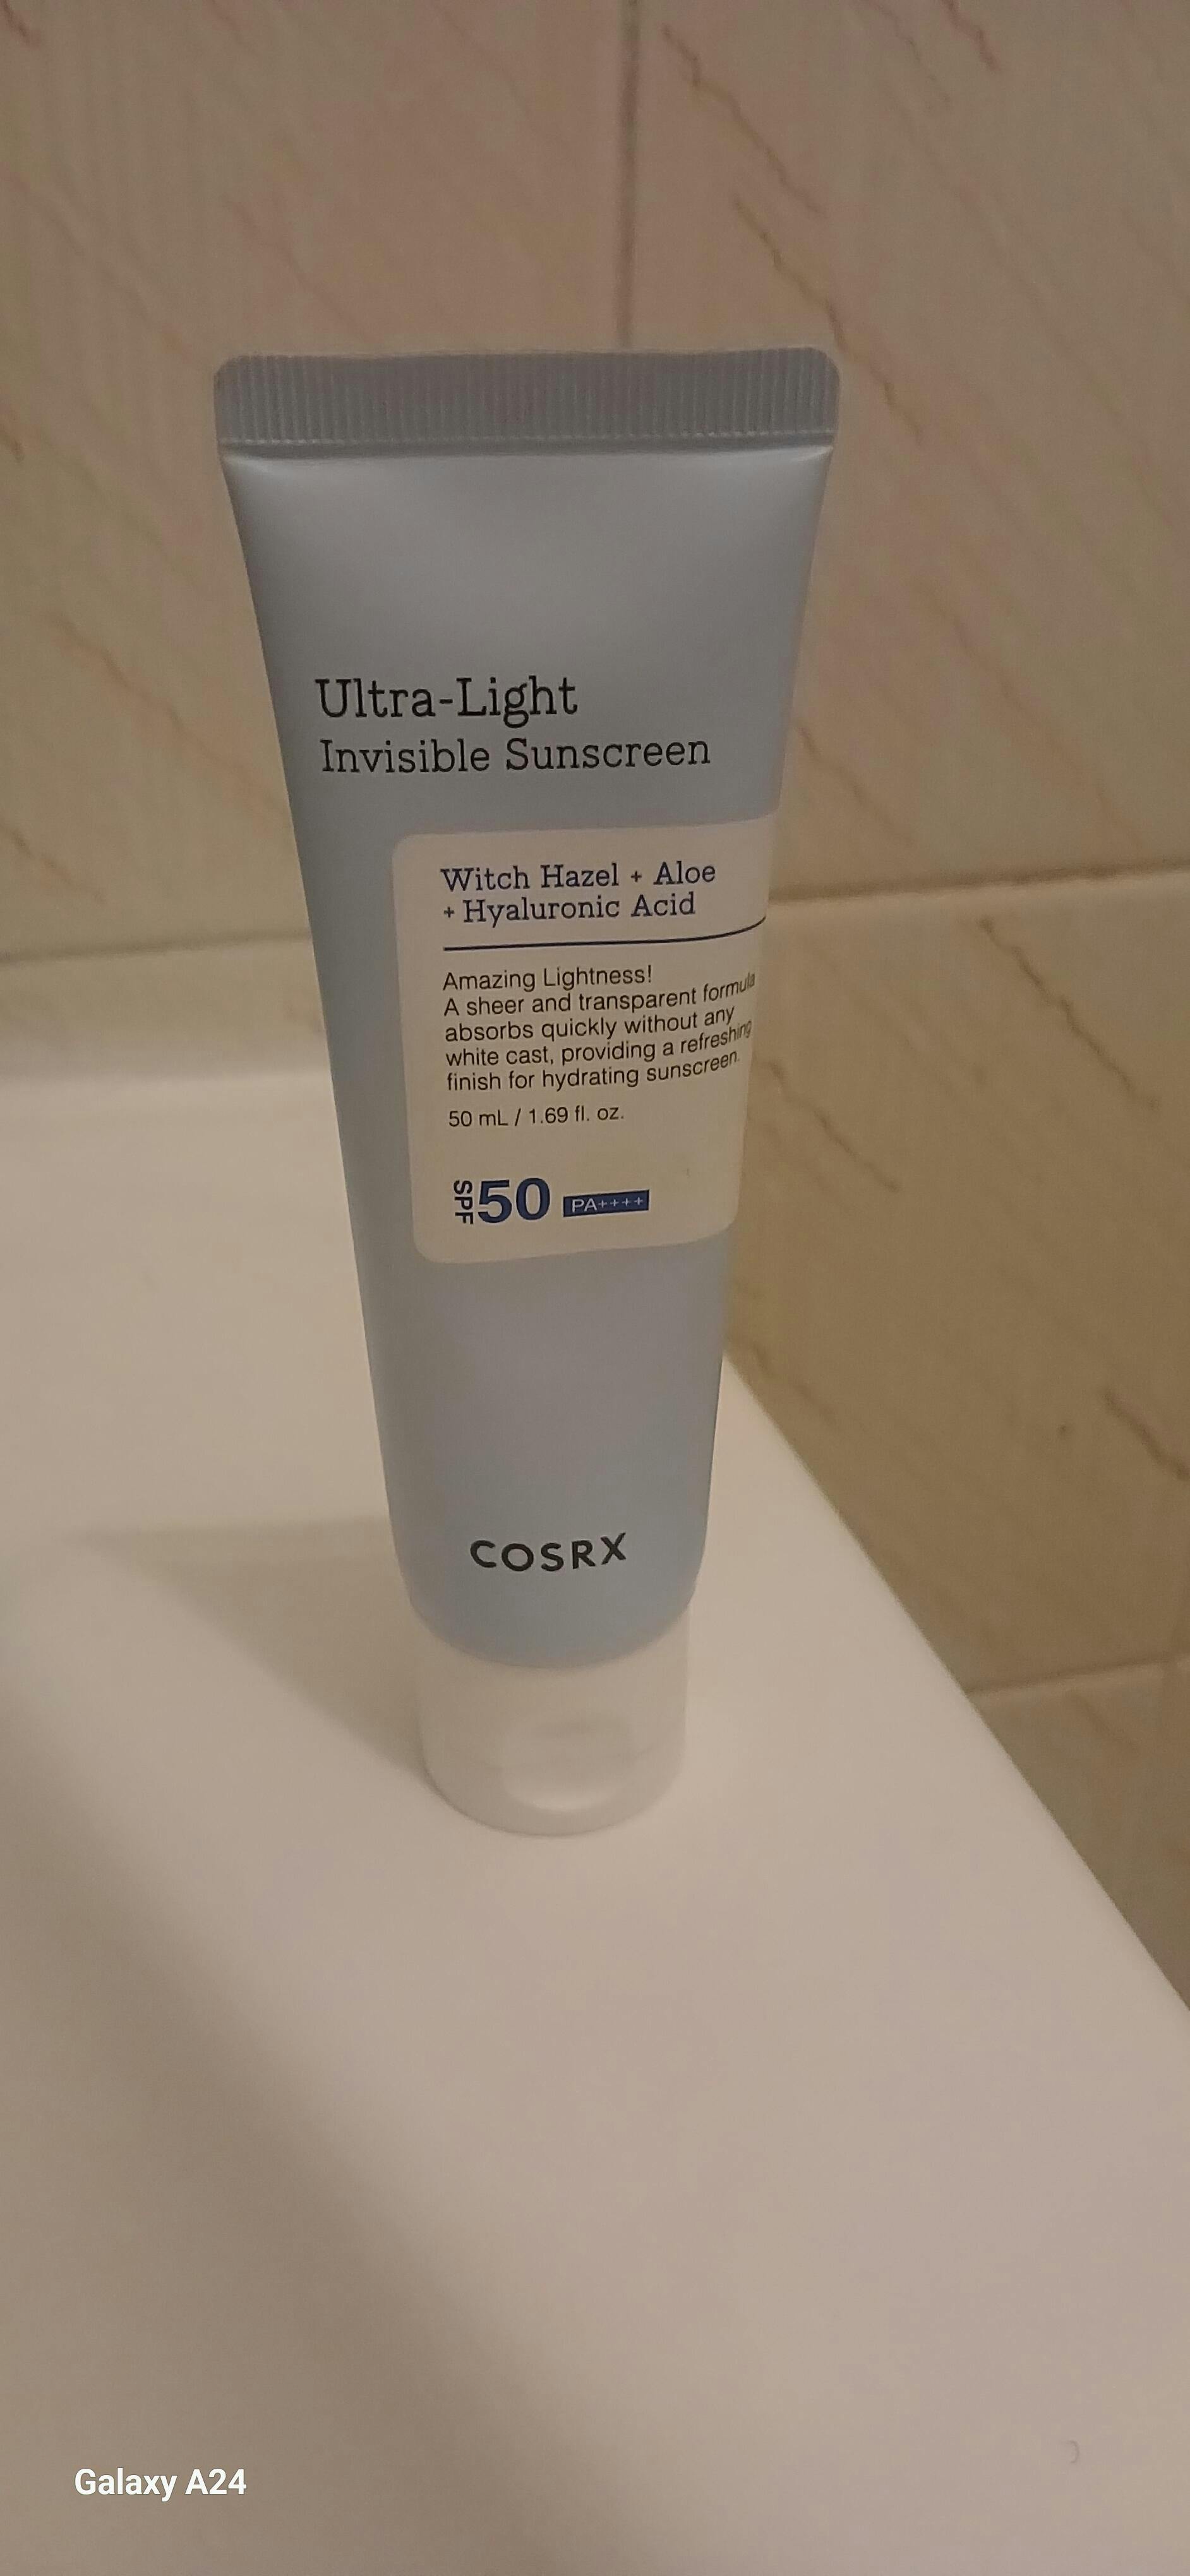 Ultra-Light
Invisible Sunscreen
Witch Hazel + Aloe
+ Hyaluronic Acid
Amazing Lightness!
A sheer and transparent formula
absorbs quickly without any
white cast, providing a refreshing
finish for hydrating sunscreen.
50 mL / 1.69 fl. oz.
SPF 50 PA++++
COSRX
Galaxy A24